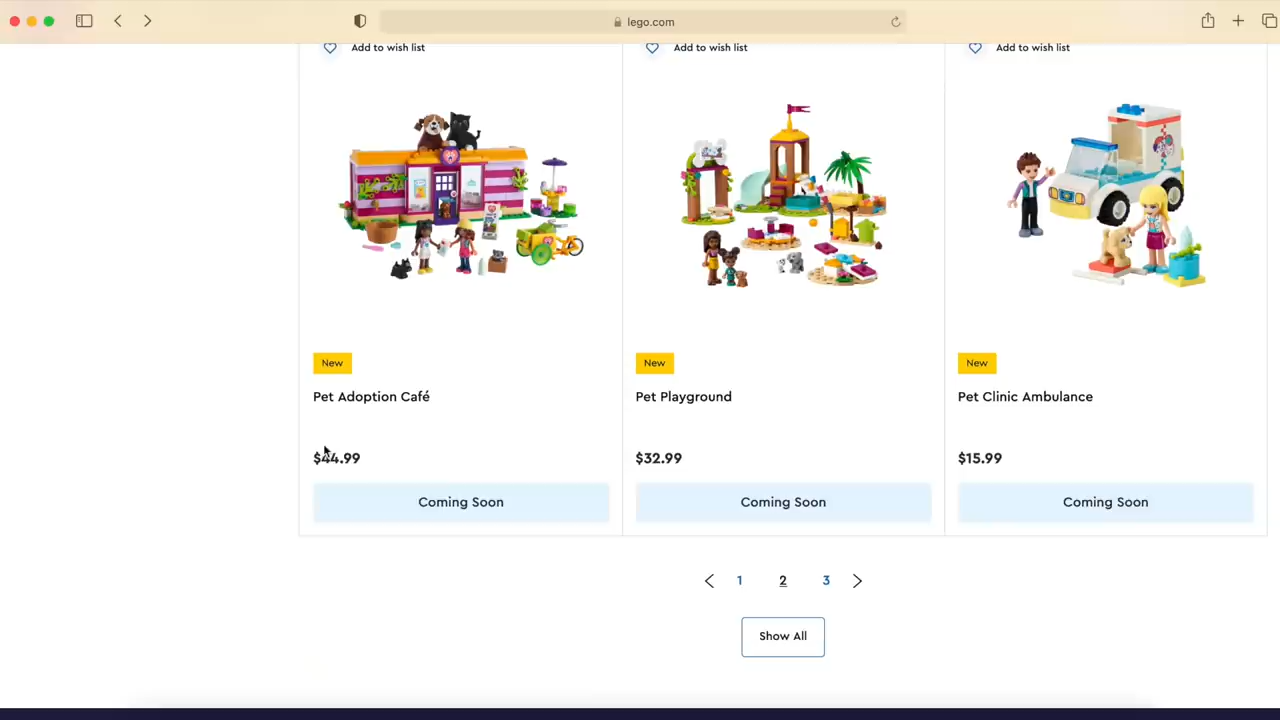 lego.com
Add to wish list
Add to wish list
Add to wish list
New
New
New
Pet Adoption Café
Pet Playground
Pet Clinic Ambulance
$44.99
$32.99
$15.99
Coming Soon
Coming Soon
Coming Soon
1
2
3
Show All